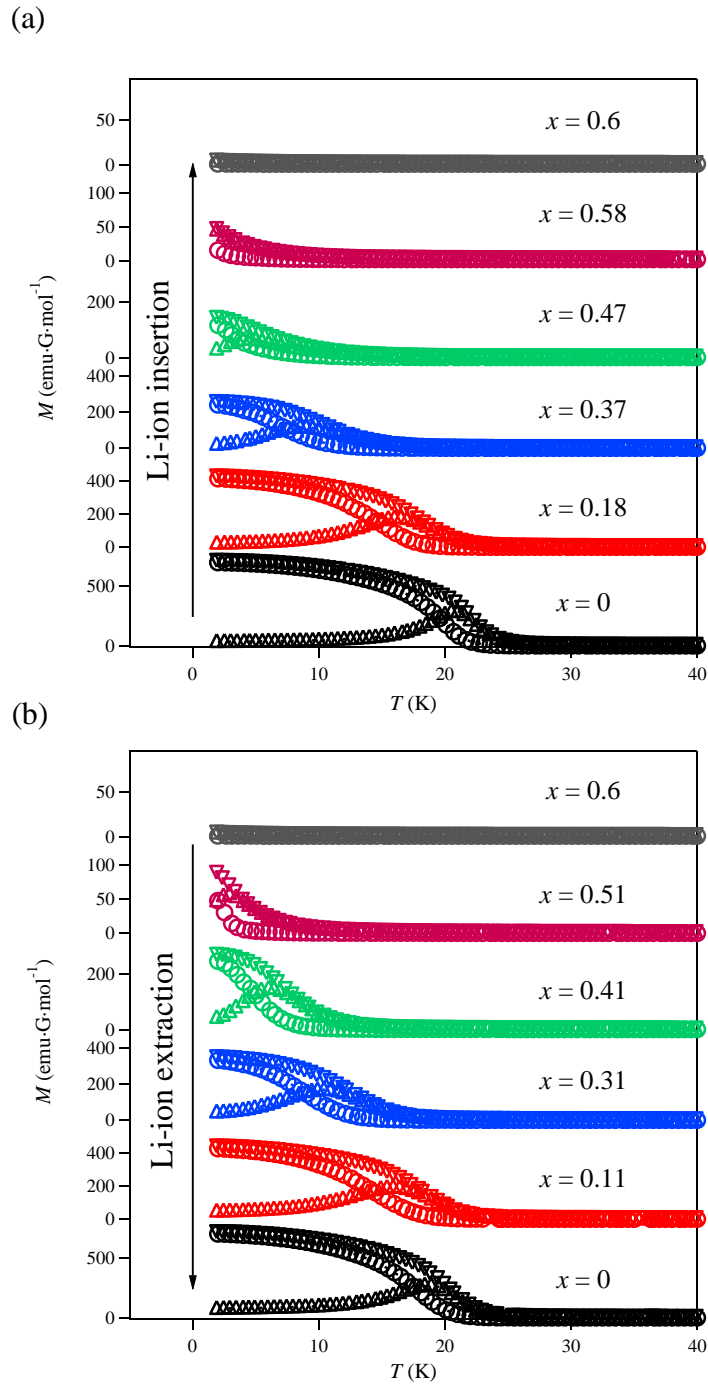 (a)
x = 0.6
50
0
x = 0.58
100
50
0
x = 0.47
200
0
x = 0.37
400
200
0
x = 0.18
400
200
0
x = 0
500
0
M (emu·G·mol⁻¹)
Li-ion insertion
0 10 20 30 40
T (K)
(b)
x = 0.6
50
0
x = 0.51
100
50
0
x = 0.41
200
0
x = 0.31
400
200
0
x = 0.11
400
200
0
x = 0
500
0
M (emu·G·mol⁻¹)
Li-ion extraction
0 10 20 30 40
T (K)